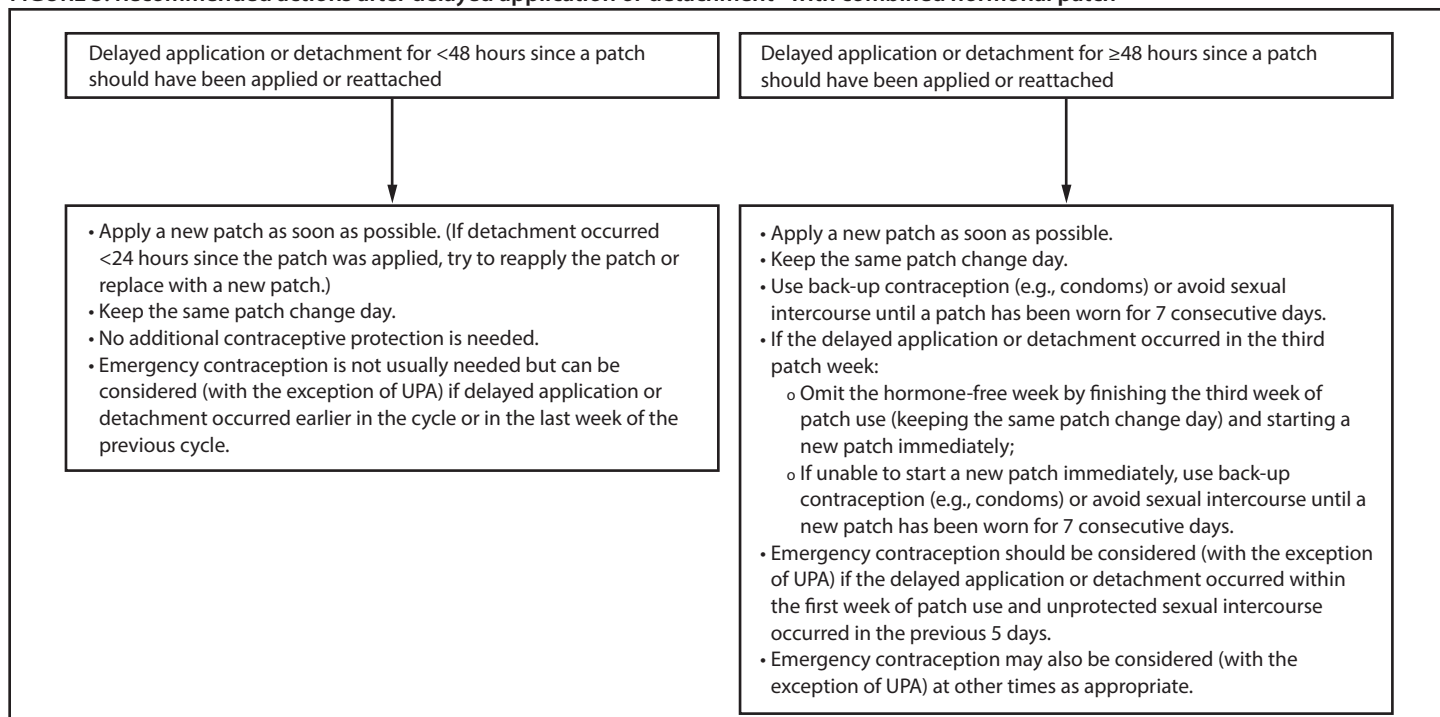 Delayed application or detachment for <48 hours since a patch
should have been applied or reattached
• Apply a new patch as soon as possible. (If detachment occurred
<24 hours since the patch was applied, try to reapply the patch or
replace with a new patch.)
• Keep the same patch change day.
• No additional contraceptive protection is needed.
• Emergency contraception is not usually needed but can be
considered (with the exception of UPA) if delayed application or
detachment occurred earlier in the cycle or in the last week of the
previous cycle.
Delayed application or detachment for ≥48 hours since a patch
should have been applied or reattached
• Apply a new patch as soon as possible.
• Keep the same patch change day.
• Use back-up contraception (e.g., condoms) or avoid sexual
intercourse until a patch has been worn for 7 consecutive days.
• If the delayed application or detachment occurred in the third
patch week:
o Omit the hormone-free week by finishing the third week of
patch use (keeping the same patch change day) and starting a
new patch immediately;
o If unable to start a new patch immediately, use back-up
contraception (e.g., condoms) or avoid sexual intercourse until a
new patch has been worn for 7 consecutive days.
• Emergency contraception should be considered (with the exception
of UPA) if the delayed application or detachment occurred within
the first week of patch use and unprotected sexual intercourse
occurred in the previous 5 days.
• Emergency contraception may also be considered (with the
exception of UPA) at other times as appropriate.